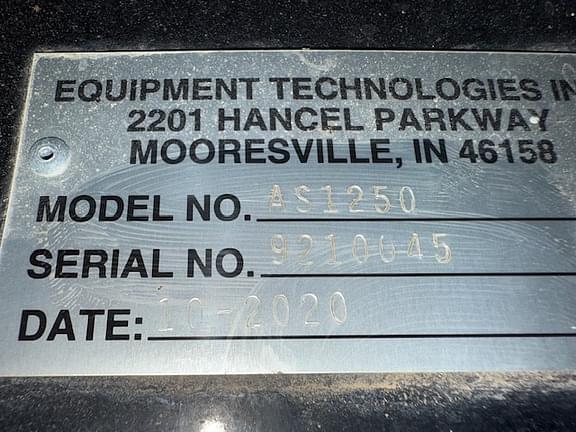 EQUIPMENT TECHNOLOGIES IN
2201 HANCEL PARKWAY
MOORESVILLE, IN 46158
MODEL NO. AS1250
SERIAL NO. 9210045
DATE: 10-2020